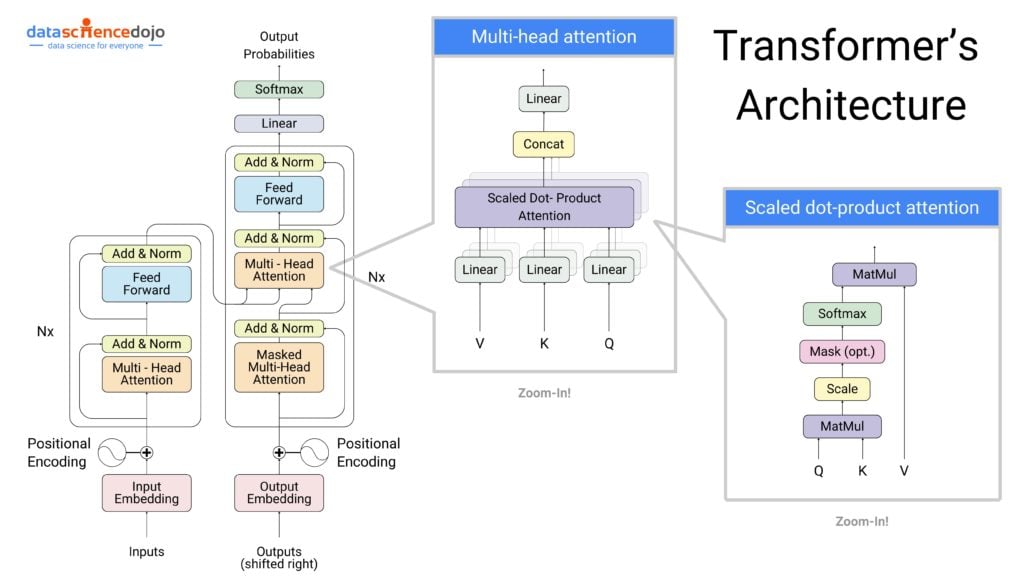 datasciencedojo
data science for everyone
Transformer's
Architecture
Output
Probabilities
Softmax
Linear
Add & Norm
Feed
Forward
Add & Norm
Multi - Head
Attention
Nx
Add & Norm
Masked
Multi-Head
Attention
Add & Norm
Feed
Forward
Nx
Add & Norm
Multi - Head
Attention
Positional
Encoding
Positional
Encoding
Input
Embedding
Output
Embedding
Inputs
Outputs
(shifted right)
Multi-head attention
Linear
Concat
Scaled Dot- Product
Attention
Linear
Linear
Linear
V
K
Q
Zoom-In!
Scaled dot-product attention
MatMul
Softmax
Mask (opt.)
Scale
MatMul
Q
K
V
Zoom-In!